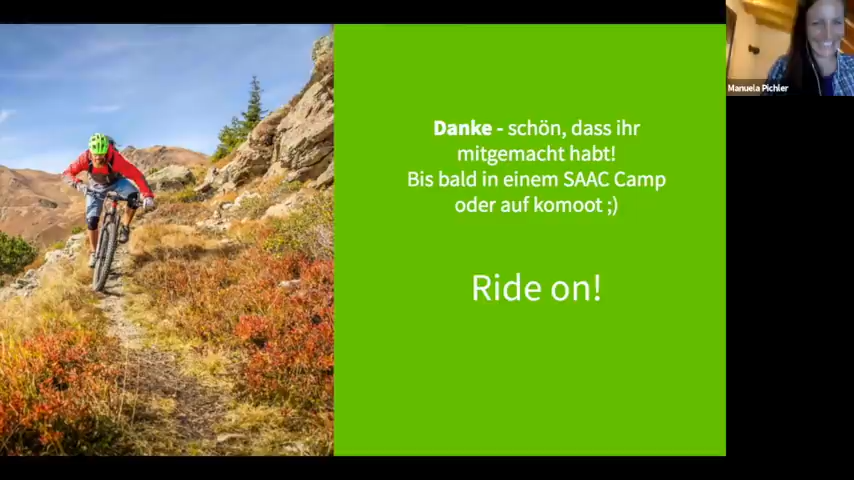 Danke - schön, dass ihr
mitgemacht habt!
Bis bald in einem SAAC Camp
oder auf komoot ;)
Ride on!
Manuela Pichler